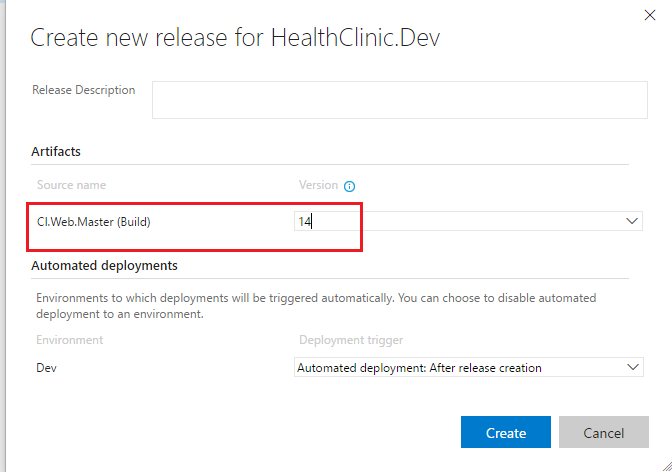 Create new release for HealthClinic.Dev
Release Description
Artifacts
Source name Version
CI.Web.Master (Build) 14
Automated deployments
Environments to which deployments will be triggered automatically. You can choose to disable automated
deployment to an environment.
Environment Deployment trigger
Dev Automated deployment: After release creation
Create Cancel